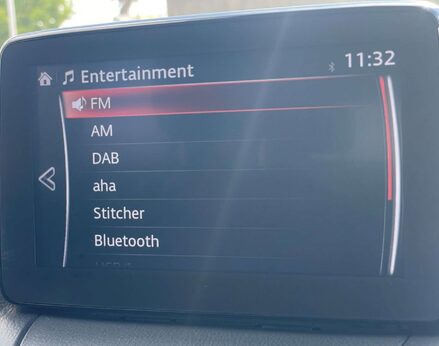 Entertainment 11:32
FM
AM
DAB
aha
Stitcher
Bluetooth